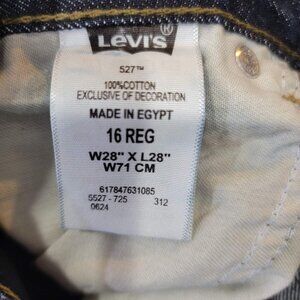 LEVI'S
527™
100%COTTON
EXCLUSIVE OF DECORATION
MADE IN EGYPT
16 REG
W28" X L28"
W71 CM
617847631085
5527 - 725 312
0624